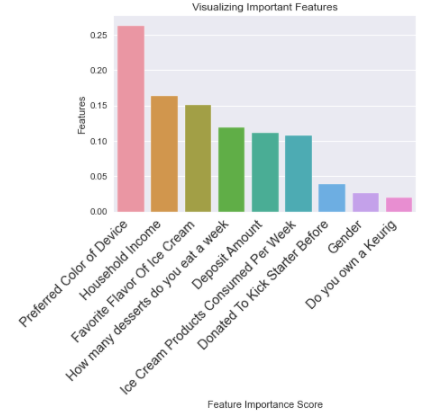 Visualizing Important Features
Features
0.25
0.20
0.15
0.10
0.05
0.00
Preferred Color of Device
Household Income
Favorite Flavor Of Ice Cream
How many desserts do you eat a week
Deposit Amount
Ice Cream Products Consumed Per Week
Donated To Kick Starter Before
Gender
Do you own a Keurig
Feature Importance Score